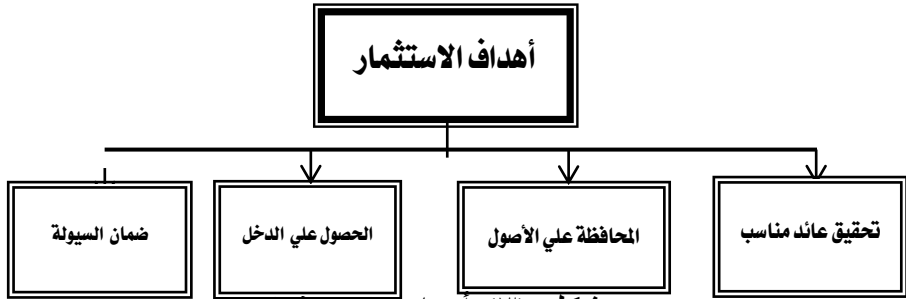 أهداف الاستثمار
تحقيق عائد مناسب
المحافظة علي الأصول
الحصول علي الدخل
ضمان السيولة